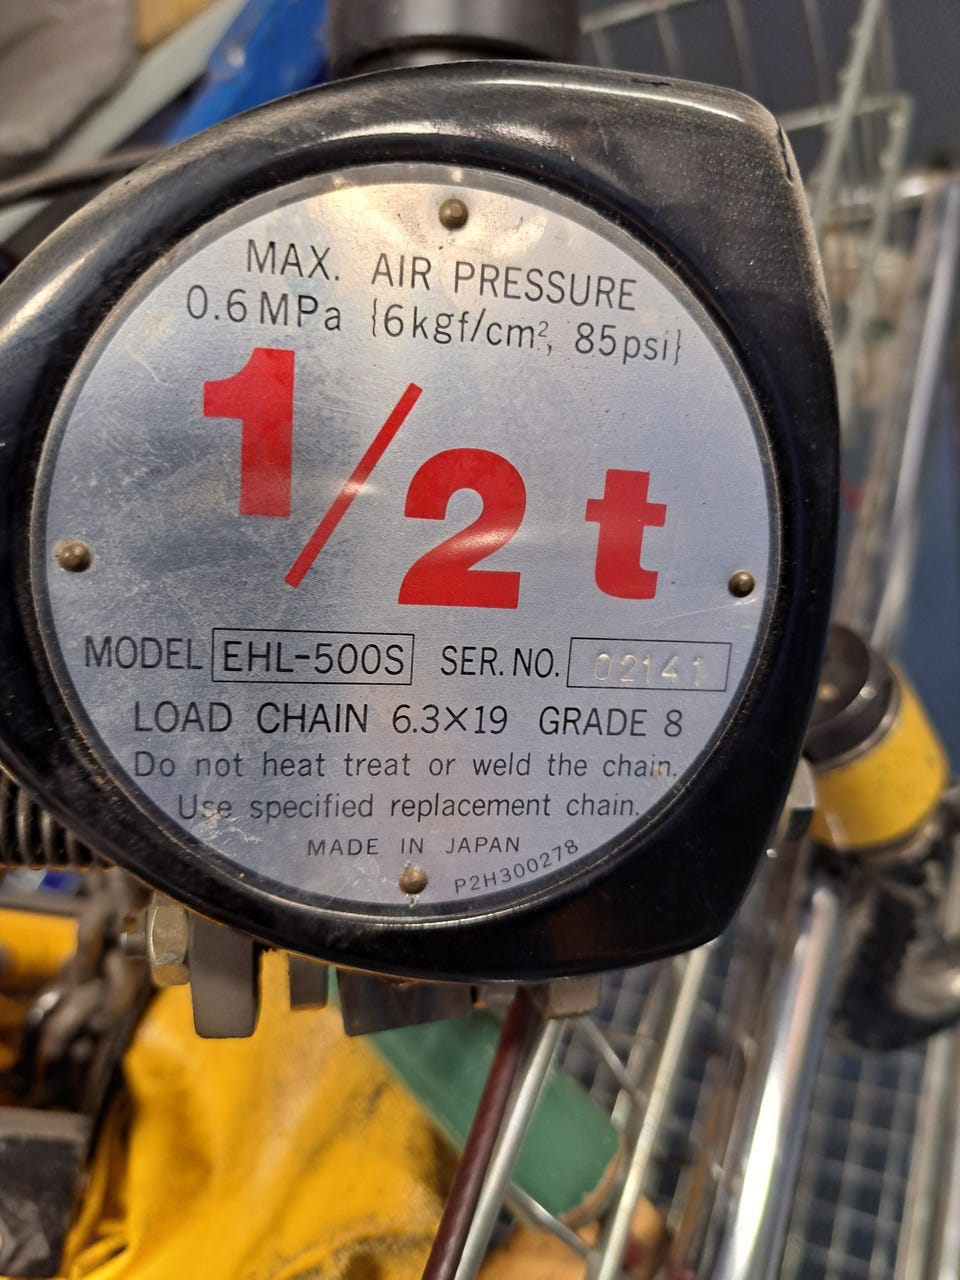 MAX. AIR PRESSURE
0.6 MPa {6kgf/cm², 85psi}
1/2 t
MODEL EHL-500S SER. NO. 02141
LOAD CHAIN 6.3×19 GRADE 8
Do not heat treat or weld the chain.
Use specified replacement chain.
MADE IN JAPAN
P2H300278